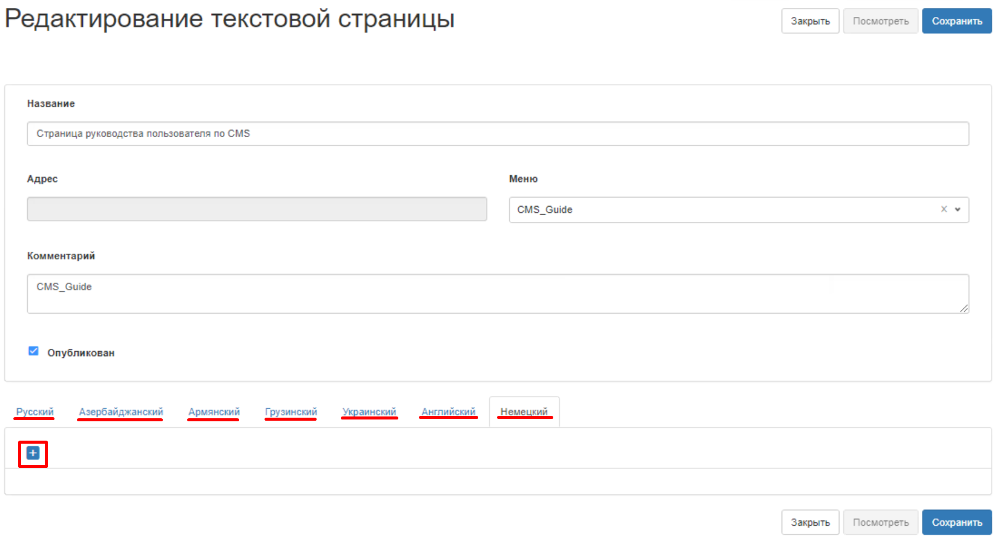 Редактирование текстовой страницы
Закрыть Посмотреть Сохранить
Название
Страница руководства пользователя по CMS
Адрес Меню
CMS_Guide
Комментарий
CMS_Guide
Опубликован
Русский Азербайджанский Армянский Грузинский Украинский Английский Немецкий
Закрыть Посмотреть Сохранить